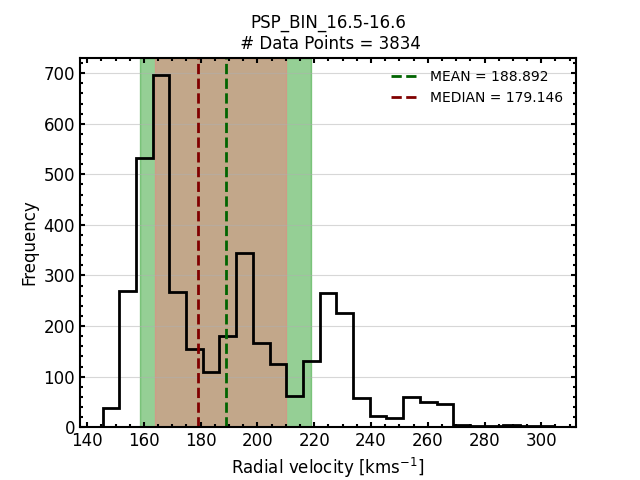 PSP_BIN_16.5-16.6
# Data Points = 3834
MEAN = 188.892
MEDIAN = 179.146
Frequency
700
600
500
400
300
200
100
0
140 160 180 200 220 240 260 280 300
Radial velocity [kms⁻¹]